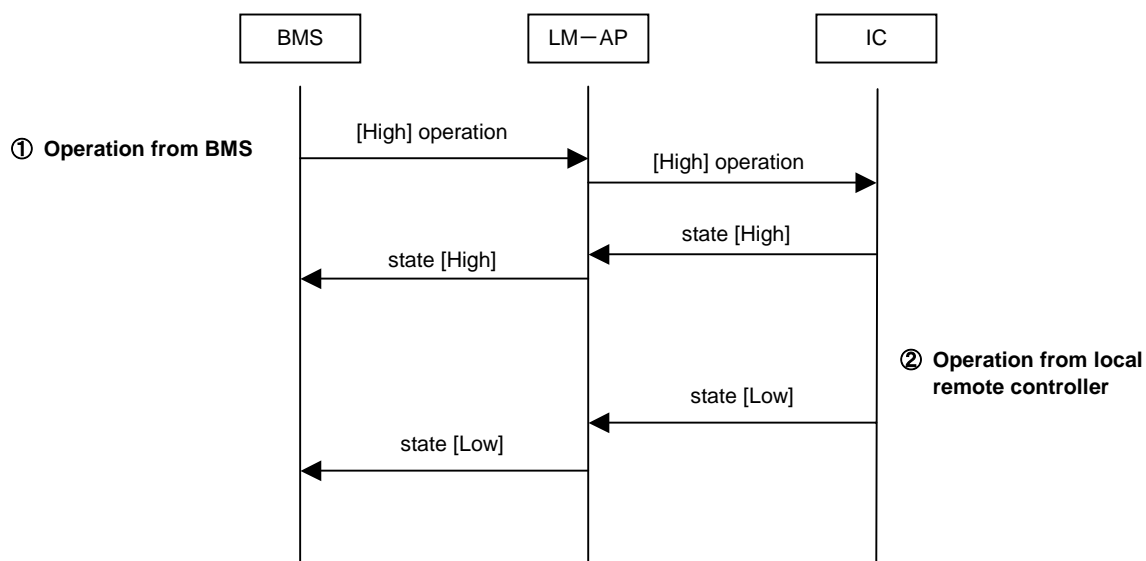 BMS
LM－AP
IC
① Operation from BMS
[High] operation
[High] operation
state [High]
state [High]
② Operation from local
remote controller
state [Low]
state [Low]